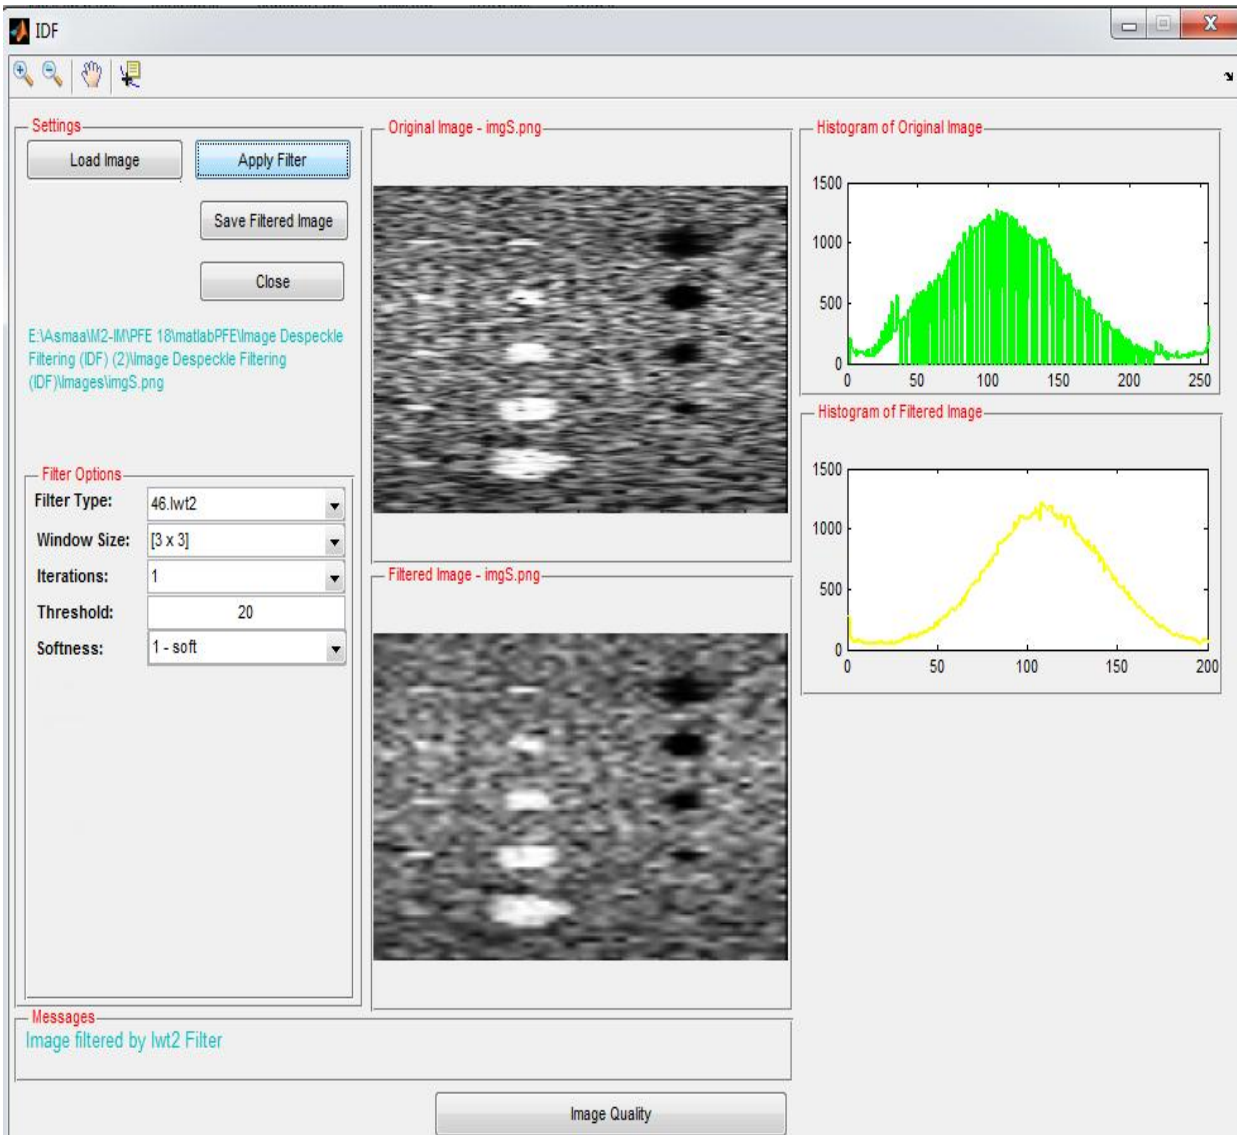 IDF
Settings
Load Image
Apply Filter
Save Filtered Image
Close
E:\Asmaa\M2-IM\PFE 18\matlabPFE\Image Despeckle
Filtering (IDF) (2)\Image Despeckle Filtering
(IDF)\Images\imgS.png
Filter Options
Filter Type: 46.lwt2
Window Size: [3 x 3]
Iterations: 1
Threshold: 20
Softness: 1 - soft
Original Image - imgS.png
Filtered Image - imgS.png
Histogram of Original Image
1500
1000
500
0
0 50 100 150 200 250
Histogram of Filtered Image
1500
1000
500
0
0 50 100 150 200
Messages
Image filtered by lwt2 Filter
Image Quality